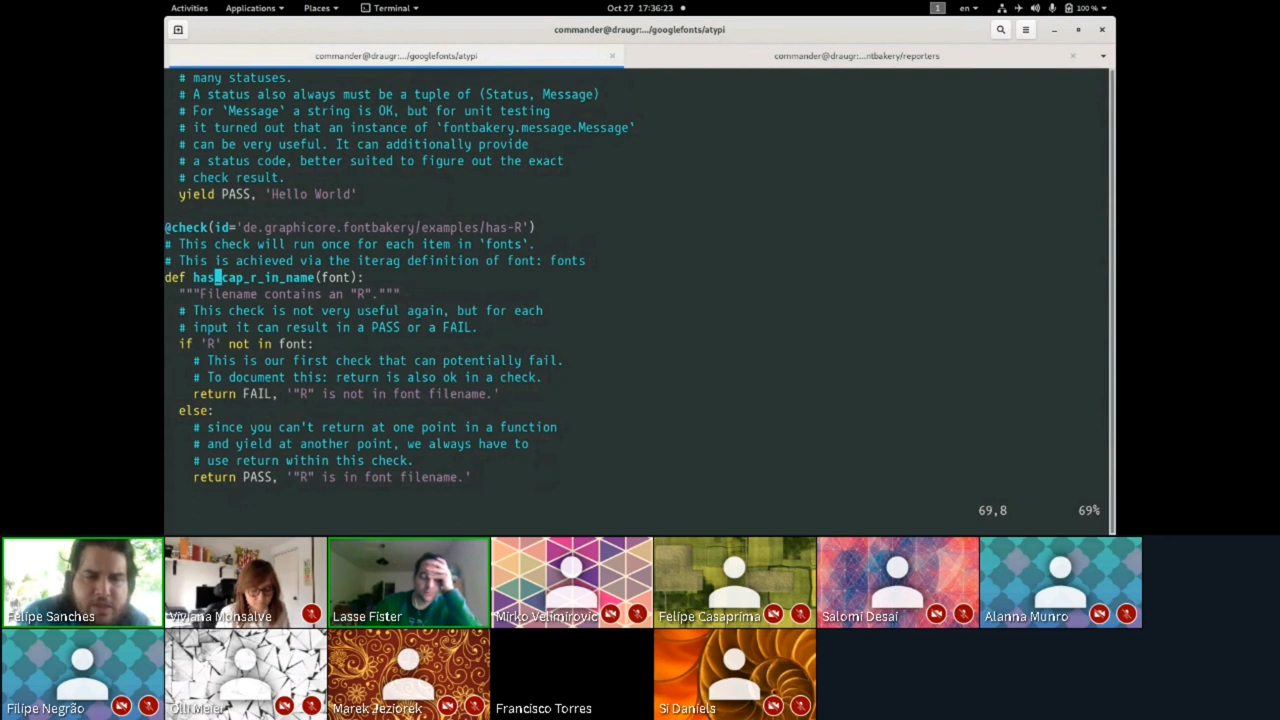 Activities Applications Places Terminal Oct 27 17:36:23 1 en 100 %
commander@draugr:.../googlefonts/atypi
commander@draugr:.../googlefonts/atypi commander@draugr:...ntbakery/reporters
# many statuses.
# A status also always must be a tuple of (Status, Message)
# For `Message` a string is OK, but for unit testing
# it turned out that an instance of `fontbakery.message.Message`
# can be very useful. It can additionally provide
# a status code, better suited to figure out the exact
# check result.
yield PASS, 'Hello World'
@check(id='de.graphicore.fontbakery/examples/has-R')
# This check will run once for each item in `fonts`.
# This is achieved via the iterag definition of font: fonts
def has_cap_r_in_name(font):
"""Filename contains an "R"."""
# This check is not very useful again, but for each
# input it can result in a PASS or a FAIL.
if 'R' not in font:
# This is our first check that can potentially fail.
# To document this: return is also ok in a check.
return FAIL, '"R" is not in font filename.'
else:
# since you can't return at one point in a function
# and yield at another point, we always have to
# use return within this check.
return PASS, '"R" is in font filename.'
69,8 69%
Felipe Sanches Viviana Monsalve Lasse Fister Mirko Velimirovic Felipe Casaprima Salomi Desai Alanna Munro
Filipe Negrão Olli Meier Marek Jeziorek Francisco Torres Si Daniels